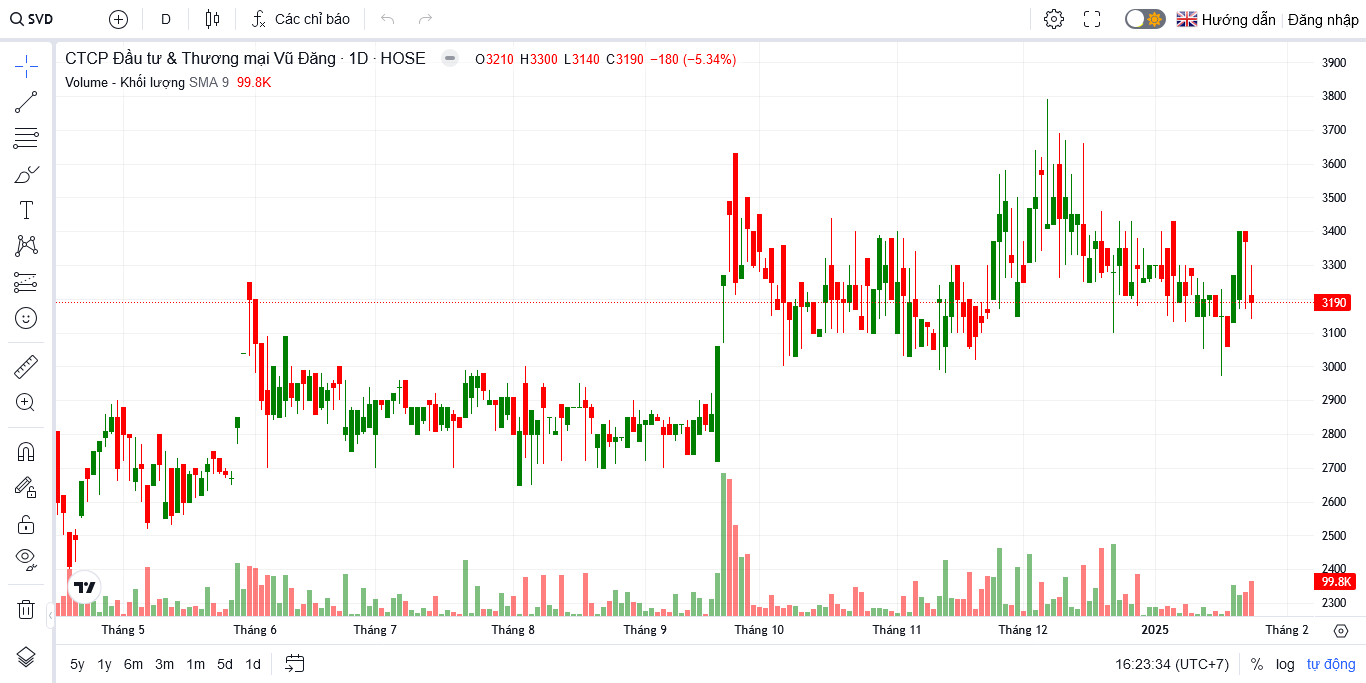 SVD D Các chỉ báo Hướng dẫn Đăng nhập
CTCP Đầu tư & Thương mại Vũ Đăng · 1D · HOSE O3210 H3300 L3140 C3190 −180 (−5.34%)
Volume - Khối lượng SMA 9 99.8K
3900
3800
3700
3600
3500
3400
3300
3190
3100
3000
2900
2800
2700
2600
2500
2400
99.8K
2300
Tháng 5 Tháng 6 Tháng 7 Tháng 8 Tháng 9 Tháng 10 Tháng 11 Tháng 12 2025 Tháng 2
5y 1y 6m 3m 1m 5d 1d 16:23:34 (UTC+7) % log tự động